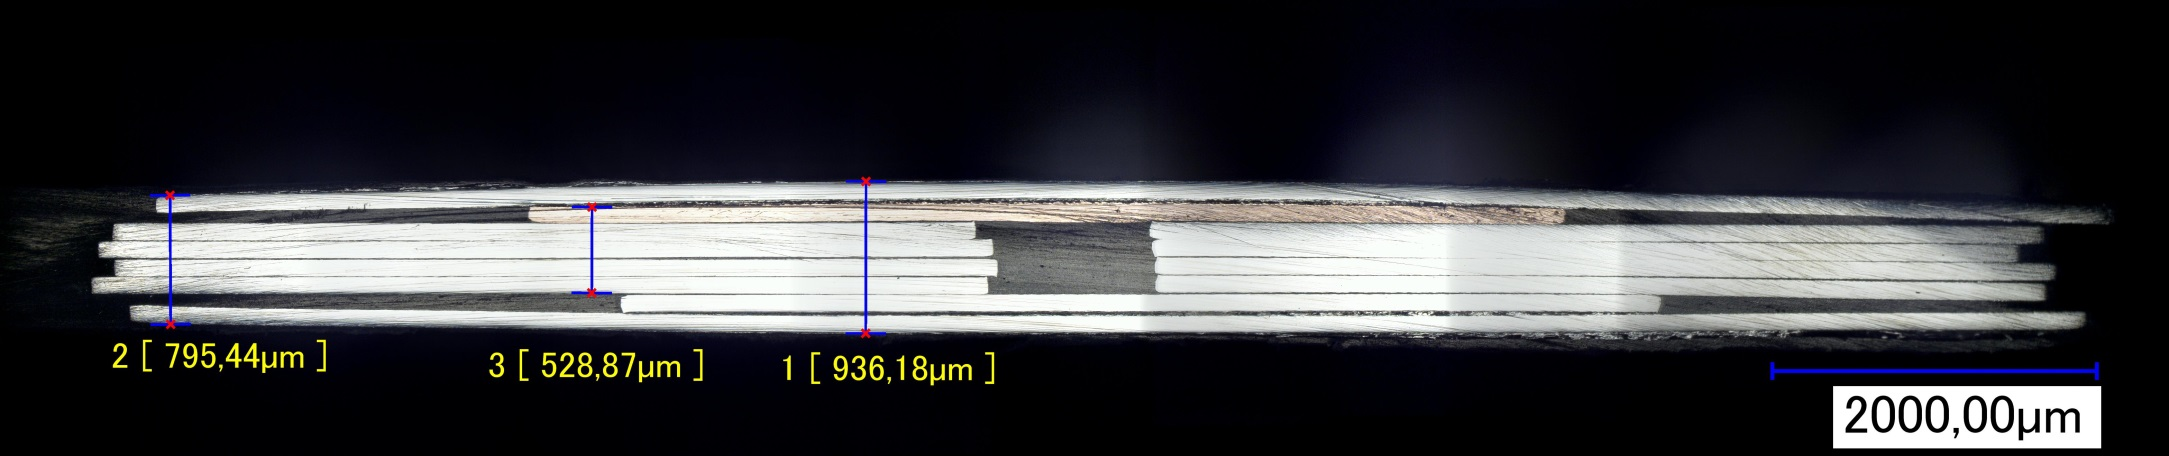 2 [ 795,44µm ]
3 [ 528,87µm ]
1 [ 936,18µm ]
2000,00µm